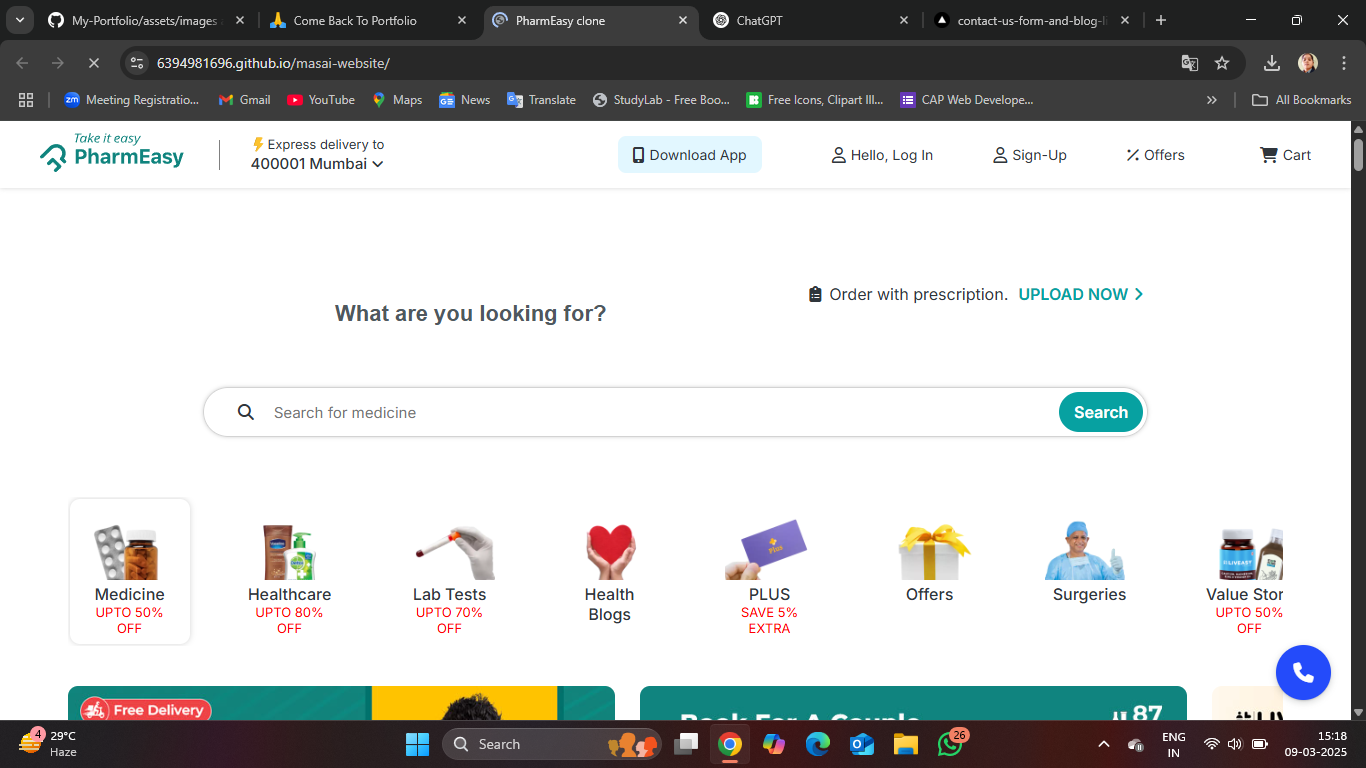 My-Portfolio/assets/images
Come Back To Portfolio
PharmEasy clone
ChatGPT
contact-us-form-and-blog-li
6394981696.github.io/masai-website/
Meeting Registratio...
Gmail
YouTube
Maps
News
Translate
StudyLab - Free Boo...
Free Icons, Clipart Ill...
CAP Web Develope...
All Bookmarks
Take it easy
PharmEasy
Express delivery to
400001 Mumbai
Download App
Hello, Log In
Sign-Up
Offers
Cart
Order with prescription. UPLOAD NOW
What are you looking for?
Search for medicine
Search
Medicine
UPTO 50%
OFF
Healthcare
UPTO 80%
OFF
Lab Tests
UPTO 70%
OFF
Health
Blogs
Plus
PLUS
SAVE 5%
EXTRA
Offers
Surgeries
LIVEASY
Value Stor
UPTO 50%
OFF
Free Delivery
Book For A Couple
87
4
29°C
Haze
Search
26
ENG
IN
15:18
09-03-2025